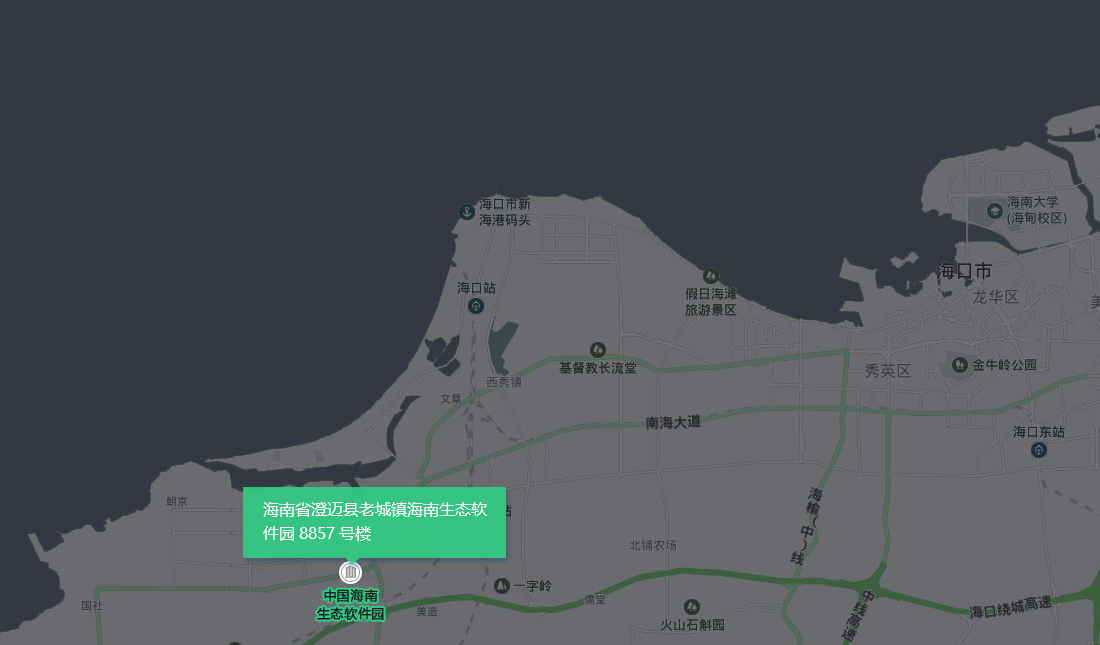 海口市新
海港码头
海南大学
(海甸校区)
海口市
龙华区
海口站
假日海滩
旅游景区
基督教长流堂
秀英区
金牛岭公园
西秀镇
文草
南海大道
海口东站
朝京
海南省澄迈县老城镇海南生态软
件园 8857 号楼
站
海榆(中)线
北铺农场
中国海南
生态软件园
一字岭
儒堂
国社
美造
火山石斛园
中线高速
海口绕城高速